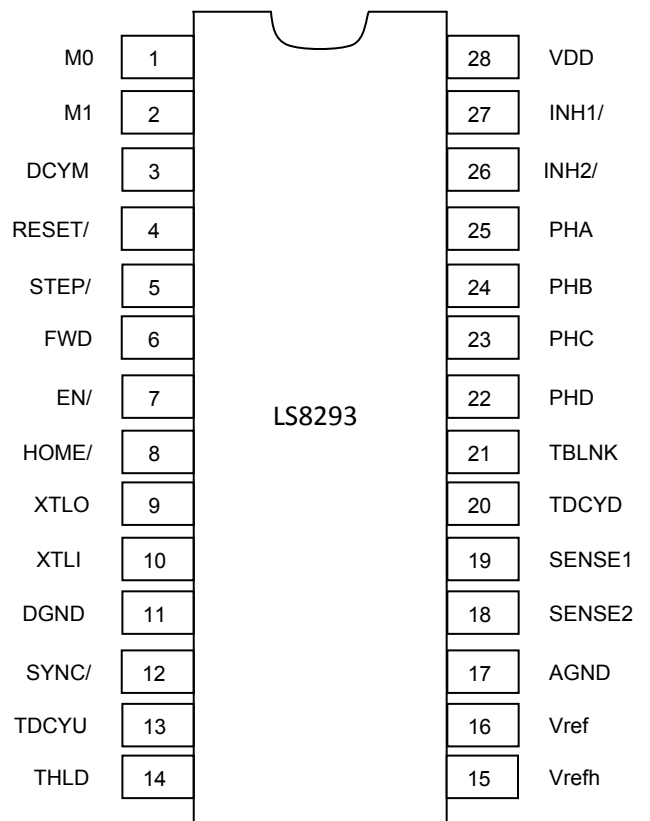 M0 1 28 VDD
M1 2 27 INH1/
DCYM 3 26 INH2/
RESET/ 4 25 PHA
STEP/ 5 24 PHB
FWD 6 23 PHC
EN/ 7 22 PHD
LS8293
HOME/ 8 21 TBLNK
XTLO 9 20 TDCYD
XTLI 10 19 SENSE1
DGND 11 18 SENSE2
SYNC/ 12 17 AGND
TDCYU 13 16 Vref
THLD 14 15 Vrefh